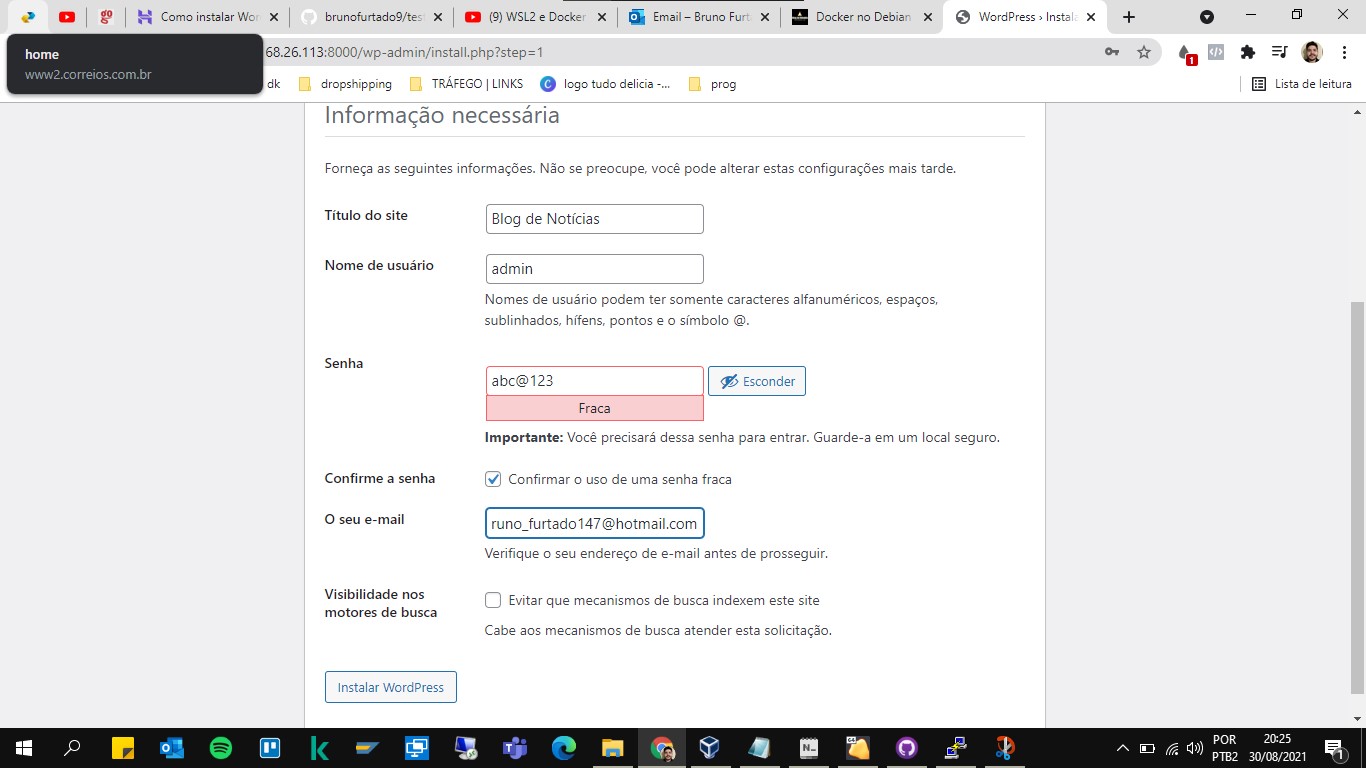 Como instalar Wor
brunofurtado9/test
(9) WSL2 e Docker
Email – Bruno Furt
Docker no Debian
WordPress › Instala
home
www2.correios.com.br
68.26.113:8000/wp-admin/install.php?step=1
1
dk
dropshipping
TRÁFEGO | LINKS
logo tudo delicia -...
prog
Lista de leitura
Informação necessária
Forneça as seguintes informações. Não se preocupe, você pode alterar estas configurações mais tarde.
Título do site
Blog de Notícias
Nome de usuário
admin
Nomes de usuário podem ter somente caracteres alfanuméricos, espaços,
sublinhados, hífens, pontos e o símbolo @.
Senha
abc@123
Esconder
Fraca
Importante: Você precisará dessa senha para entrar. Guarde-a em um local seguro.
Confirme a senha
Confirmar o uso de uma senha fraca
O seu e-mail
runo_furtado147@hotmail.com
Verifique o seu endereço de e-mail antes de prosseguir.
Visibilidade nos
motores de busca
Evitar que mecanismos de busca indexem este site
Cabe aos mecanismos de busca atender esta solicitação.
Instalar WordPress
POR
PTB2
20:25
30/08/2021
1